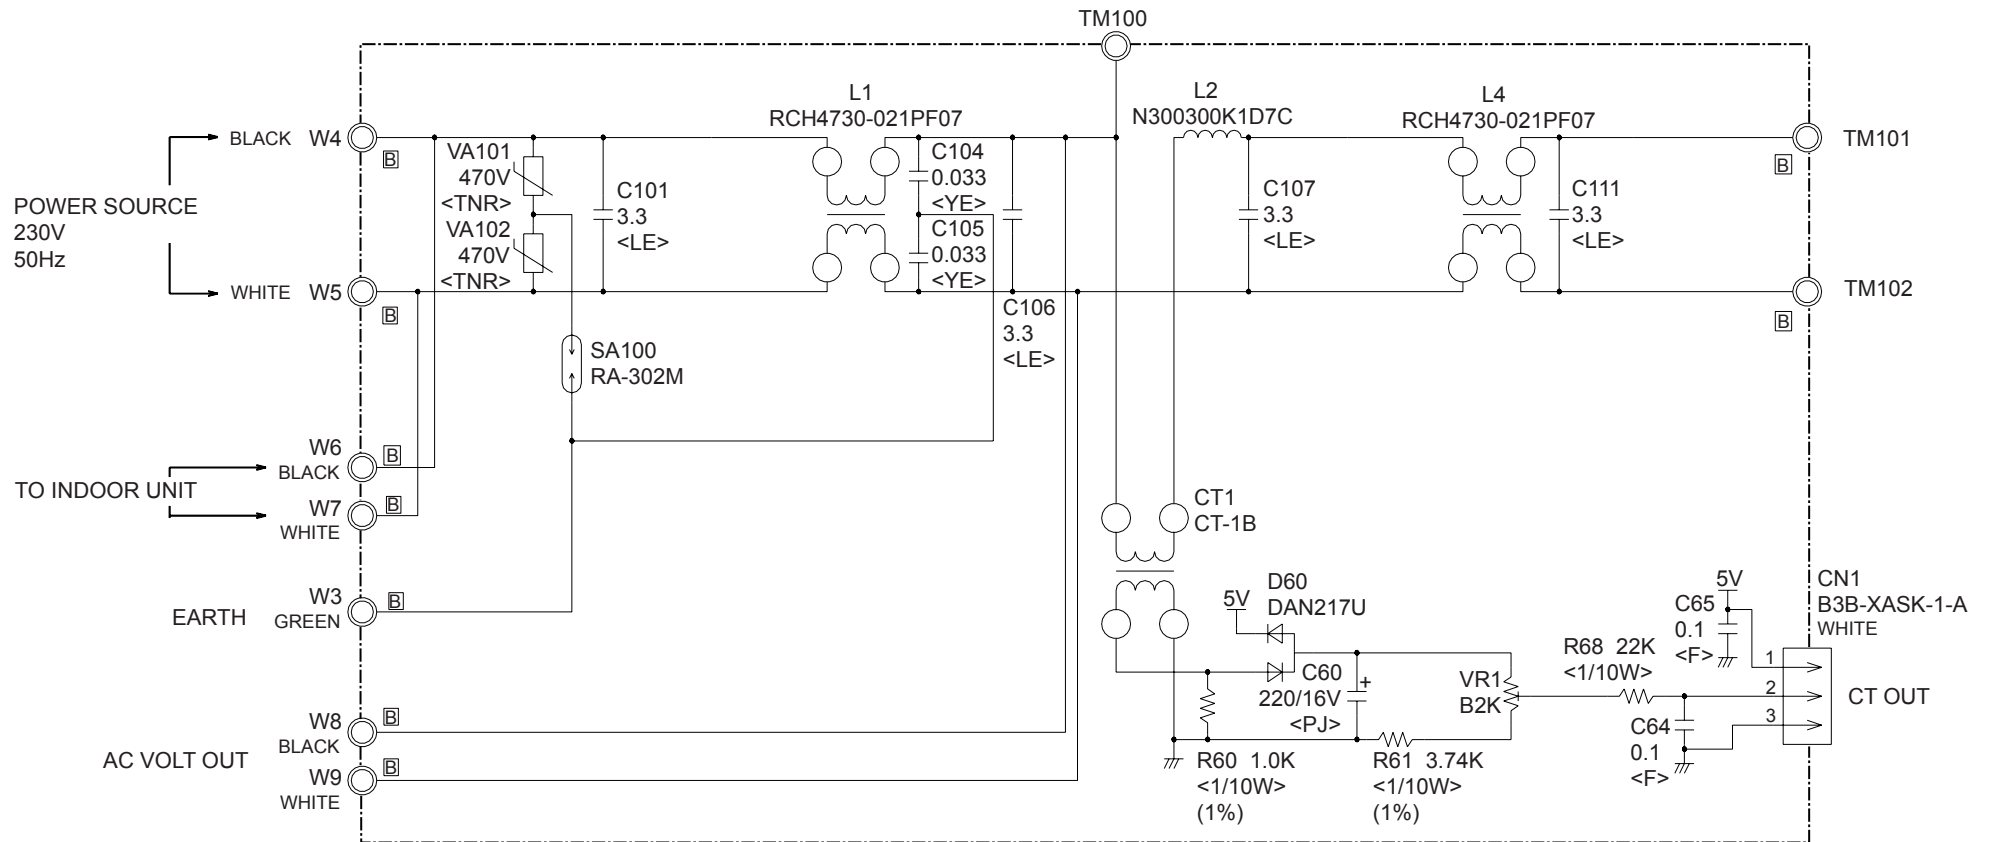 TM100
L1
RCH4730-021PF07
L2
N300300K1D7C
L4
RCH4730-021PF07
POWER SOURCE
230V
50Hz
BLACK W4
B
WHITE W5
B
VA101
470V
<TNR>
VA102
470V
<TNR>
C101
3.3
<LE>
C104
0.033
<YE>
C105
0.033
<YE>
C106
3.3
<LE>
C107
3.3
<LE>
C111
3.3
<LE>
TM101
B
TM102
B
SA100
RA-302M
TO INDOOR UNIT
W6
BLACK
B
W7
WHITE
B
EARTH
W3
GREEN
B
AC VOLT OUT
W8
BLACK
B
W9
WHITE
B
CT1
CT-1B
5V
D60
DAN217U
C60
220/16V
<PJ>
+
R60 1.0K
<1/10W>
(1%)
R61 3.74K
<1/10W>
(1%)
VR1
B2K
R68 22K
<1/10W>
5V
C65
0.1
<F>
C64
0.1
<F>
CN1
B3B-XASK-1-A
WHITE
1
2
3
CT OUT